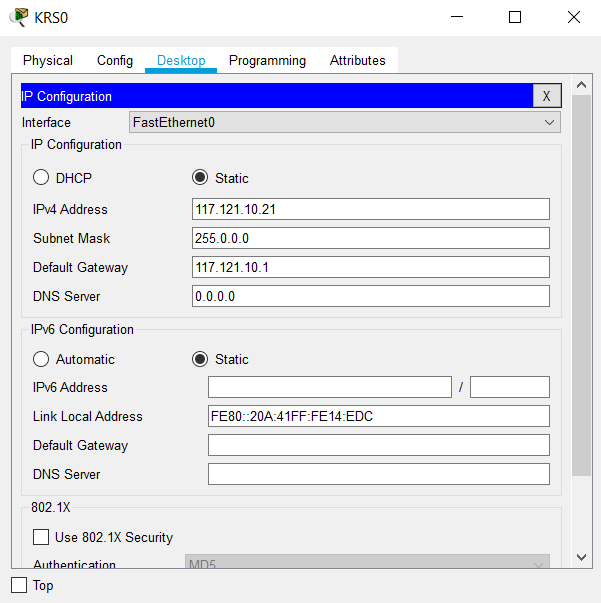 KRS0
Physical Config Desktop Programming Attributes
IP Configuration X
Interface FastEthernet0
IP Configuration
DHCP Static
IPv4 Address 117.121.10.21
Subnet Mask 255.0.0.0
Default Gateway 117.121.10.1
DNS Server 0.0.0.0
IPv6 Configuration
Automatic Static
IPv6 Address /
Link Local Address FE80::20A:41FF:FE14:EDC
Default Gateway
DNS Server
802.1X
Use 802.1X Security
Authentication MD5
Top